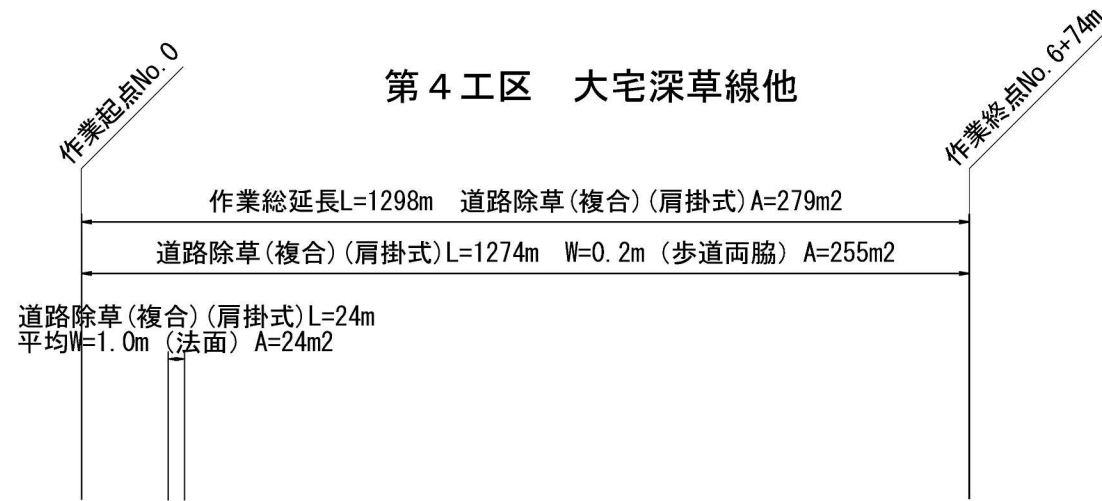 作業起点No.0
第４工区　大宅深草線他
作業終点No.6+74m
作業総延長L=1298m　道路除草(複合)(肩掛式)A=279m2
道路除草(複合)(肩掛式)L=1274m　W=0.2m（歩道両脇）A=255m2
道路除草(複合)(肩掛式)L=24m
平均W=1.0m（法面）A=24m2